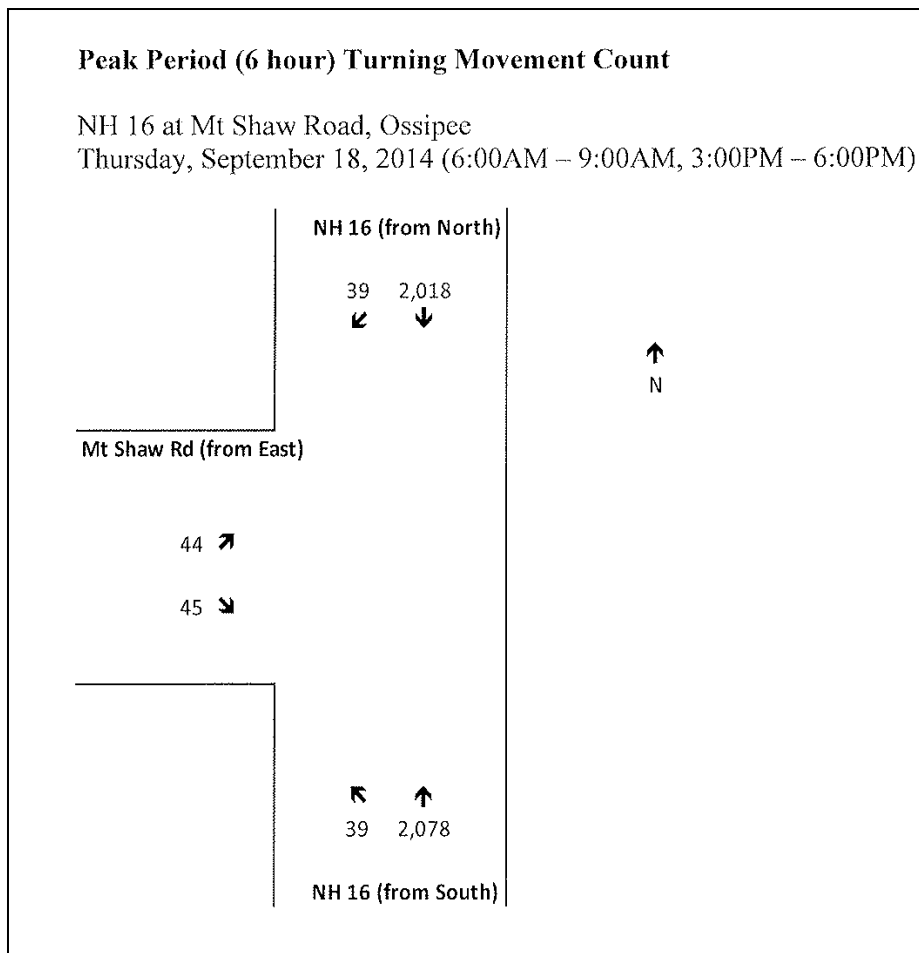 Peak Period (6 hour) Turning Movement Count
NH 16 at Mt Shaw Road, Ossipee
Thursday, September 18, 2014 (6:00AM – 9:00AM, 3:00PM – 6:00PM)
NH 16 (from North)
39 2,018
N
Mt Shaw Rd (from East)
44
45
39 2,078
NH 16 (from South)